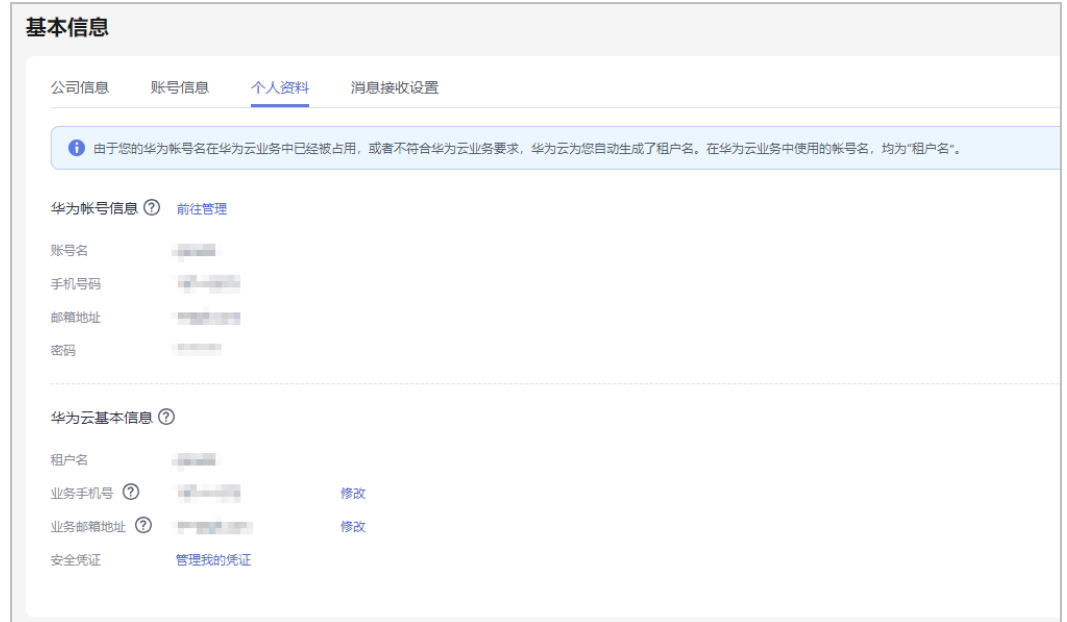 基本信息
公司信息 账号信息 个人资料 消息接收设置
由于您的华为帐号名在华为云业务中已经被占用，或者不符合华为云业务要求，华为云为您自动生成了租户名。在华为云业务中使用的帐号名，均为"租户名"。
华为帐号信息 前往管理
账号名
手机号码
邮箱地址
密码
华为云基本信息
租户名
业务手机号 修改
业务邮箱地址 修改
安全凭证 管理我的凭证